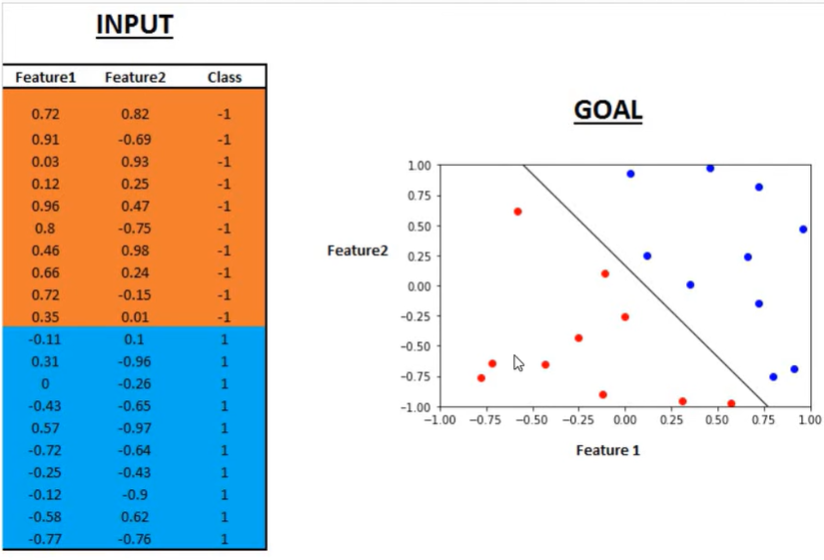 INPUT
Feature1 Feature2 Class
0.72 0.82 -1
0.91 -0.69 -1
0.03 0.93 -1
0.12 0.25 -1
0.96 0.47 -1
0.8 -0.75 -1
0.46 0.98 -1
0.66 0.24 -1
0.72 -0.15 -1
0.35 0.01 -1
-0.11 0.1 1
0.31 -0.96 1
0 -0.26 1
-0.43 -0.65 1
0.57 -0.97 1
-0.72 -0.64 1
-0.25 -0.43 1
-0.12 -0.9 1
-0.58 0.62 1
-0.77 -0.76 1
GOAL
1.00
0.75
0.50
Feature2
0.25
0.00
-0.25
-0.50
-0.75
-1.00
-1.00 -0.75 -0.50 -0.25 0.00 0.25 0.50 0.75 1.00
Feature 1